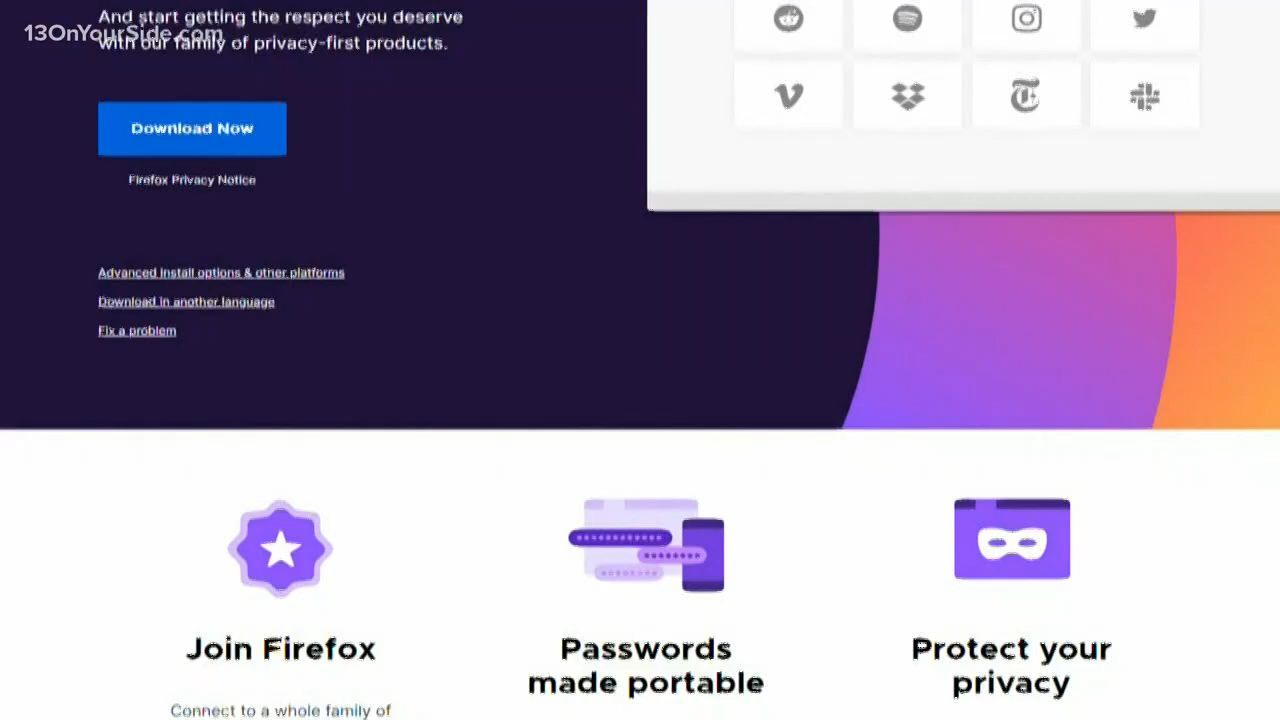 And start getting the respect you deserve
13OnYourSide.com
with our family of privacy-first products.
Download Now
Firefox Privacy Notice
Advanced install options & other platforms
Download in another language
Fix a problem
Join Firefox
Passwords
made portable
Protect your
privacy
Connect to a whole family of